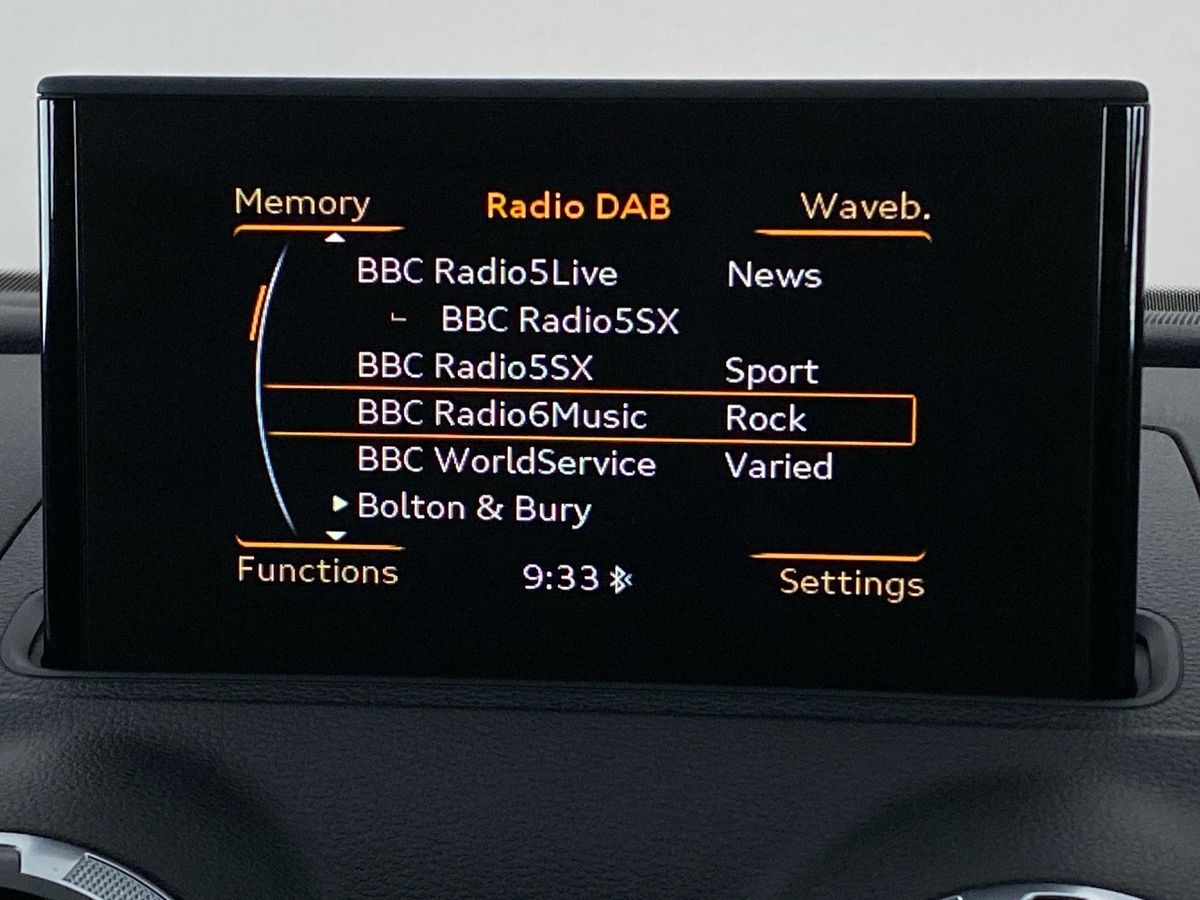 Memory Radio DAB Waveb.
BBC Radio5Live News
BBC Radio5SX
BBC Radio5SX Sport
BBC Radio6Music Rock
BBC WorldService Varied
Bolton & Bury
Functions 9:33 Settings